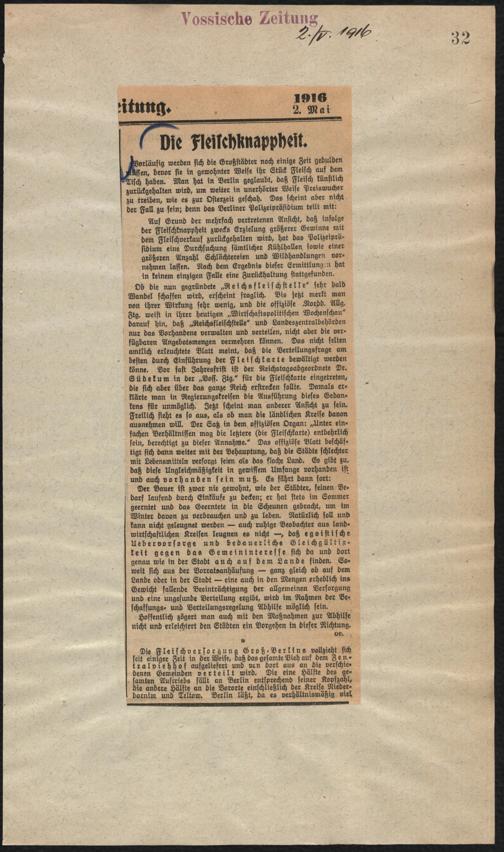 Vossische Zeitung
2. V. 1916
32
eitung.
1916
2. Mai
Die Fleischknappheit.
Vorläufig werden sich die Großstädter noch einige Zeit gedulden
müssen, bevor sie in gewohnter Weise ihr Stück Fleisch auf dem
Tisch haben. Man hat in Berlin geglaubt, daß Fleisch künstlich
zurückgehalten wird, um weiter in unerhörter Weise Preiswucher
zu treiben, wie es zur Osterzeit geschah. Das scheint aber nicht
der Fall zu sein; denn das Berliner Polizeipräsidium teilt mit:
Auf Grund der mehrfach vertretenen Ansicht, daß infolge
der Fleischknappheit zwecks Erzielung größerer Gewinne mit
dem Fleischverkauf zurückgehalten wird, hat das Polizeiprä-
sidium eine Durchsuchung sämtlicher Kühlhallen sowie einer
größeren Anzahl Schlächtereien und Wildhandlungen vor-
nehmen lassen. Nach dem Ergebnis dieser Ermittlungen hat
in keinem einzigen Falle eine Zurückhaltung stattgefunden.
Ob die nun gegründete „Reichsfleischstelle" sehr bald
Wandel schaffen wird, erscheint fraglich. Bis jetzt merkt man
von ihrer Wirkung sehr wenig, und die offiziöse „Nordd. Allg.
Ztg. weist in ihrer heutigen „Wirtschaftspolitischen Wochenschau"
darauf hin, daß „Reichsfleischstelle" und Landeszentralbehörden
nur das Vorhandene verwalten und verteilen, nicht aber die ver-
fügbaren Angebotsmengen vermehren können. Das nicht selten
amtlich erleuchtete Blatt meint, daß die Verteilungsfrage am
besten durch Einführung der Fleischkarte bewältigt werden
könne. Vor fast Jahresfrist ist der Reichstagsabgeordnete Dr.
Südekum in der „Voss. Ztg." für die Fleischkarte eingetreten,
die sich aber über das ganze Reich erstrecken sollte. Damals er-
klärte man in Regierungskreisen die Ausführung dieses Gedan-
kens für unmöglich. Jetzt scheint man anderer Ansicht zu sein.
Freilich sieht es so aus, als ob man die ländlichen Kreise davon
ausnehmen will. Der Satz in dem offiziösen Organ: „Unter ein-
fachen Verhältnissen mag die letztere (die Fleischkarte) entbehrlich
sein, berechtigt zu dieser Annahme." Das offiziöse Blatt beschäf-
tigt sich dann weiter mit der Behauptung, daß die Städte schlechter
mit Lebensmitteln versorgt seien als das flache Land. Es gibt zu,
daß diese Ungleichmäßigkeit in gewissem Umfange vorhanden ist
und auch vorhanden sein muß. Es führt dann fort:
Der Bauer ist zwar nie gewohnt, wie der Städter, seinen Be-
darf laufend durch Einkäufe zu decken; er hat stets im Sommer
geerntet und das Geerntete in die Scheunen gebracht, um im
Winter davon zu verbrauchen und zu leben. Natürlich soll und
kann nicht geleugnet werden — auch ruhige Beobachter aus land-
wirtschaftlichen Kreisen leugnen es nicht —, daß egoistische
Uebervorsorge und bedauerliche Gleichgültig-
keit gegen das Gemeininteresse sich da und dort
genau wie in der Stadt auch auf dem Lande finden. So-
weit sich aus der Vorratsanhäufung — ganz gleich ob auf dem
Lande oder in der Stadt — eine auch in den Mengen erheblich ins
Gewicht fallende Beeinträchtigung der allgemeinen Versorgung
und eine ungesunde Verteilung ergibt, wird im Rahmen der Be-
schaffungs- und Verteilungsregelung Abhilfe möglich sein.
Hoffentlich zögert man auch mit den Maßnahmen zur Abhilfe
nicht und erleichtert den Städten ein Vorgehen in dieser Richtung.
*
Die Fleischversorgung Groß-Berlins vollzieht sich
seit einiger Zeit in der Weise, daß das gesamte Vieh auf dem Zen-
tralviehhof aufgeliefert und von dort aus an die verschie-
denen Gemeinden verteilt wird. Die eine Hälfte des ge-
samten Auftriebs fällt an Berlin entsprechend seiner Kopfzahl,
die andere Hälfte an die Vororte einschließlich der Kreise Nieder-
barnim und Teltow. Berlin läßt, da es verhältnismäßig viel